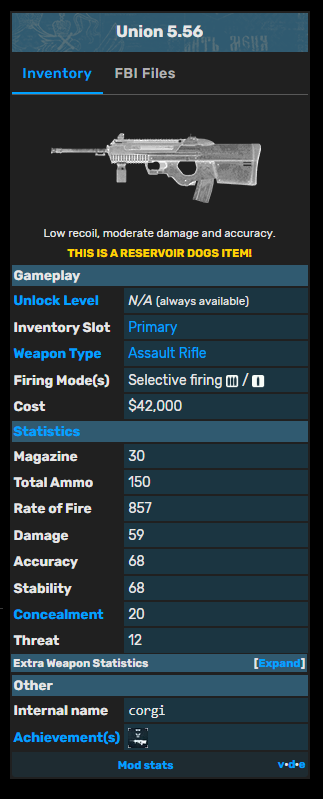 Union 5.56
Inventory FBI Files
Low recoil, moderate damage and accuracy.
THIS IS A RESERVOIR DOGS ITEM!
Gameplay
Unlock Level N/A (always available)
Inventory Slot Primary
Weapon Type Assault Rifle
Firing Mode(s) Selective firing /
Cost $42,000
Statistics
Magazine 30
Total Ammo 150
Rate of Fire 857
Damage 59
Accuracy 68
Stability 68
Concealment 20
Threat 12
Extra Weapon Statistics [Expand]
Other
Internal name corgi
Achievement(s)
Mod stats v•d•e